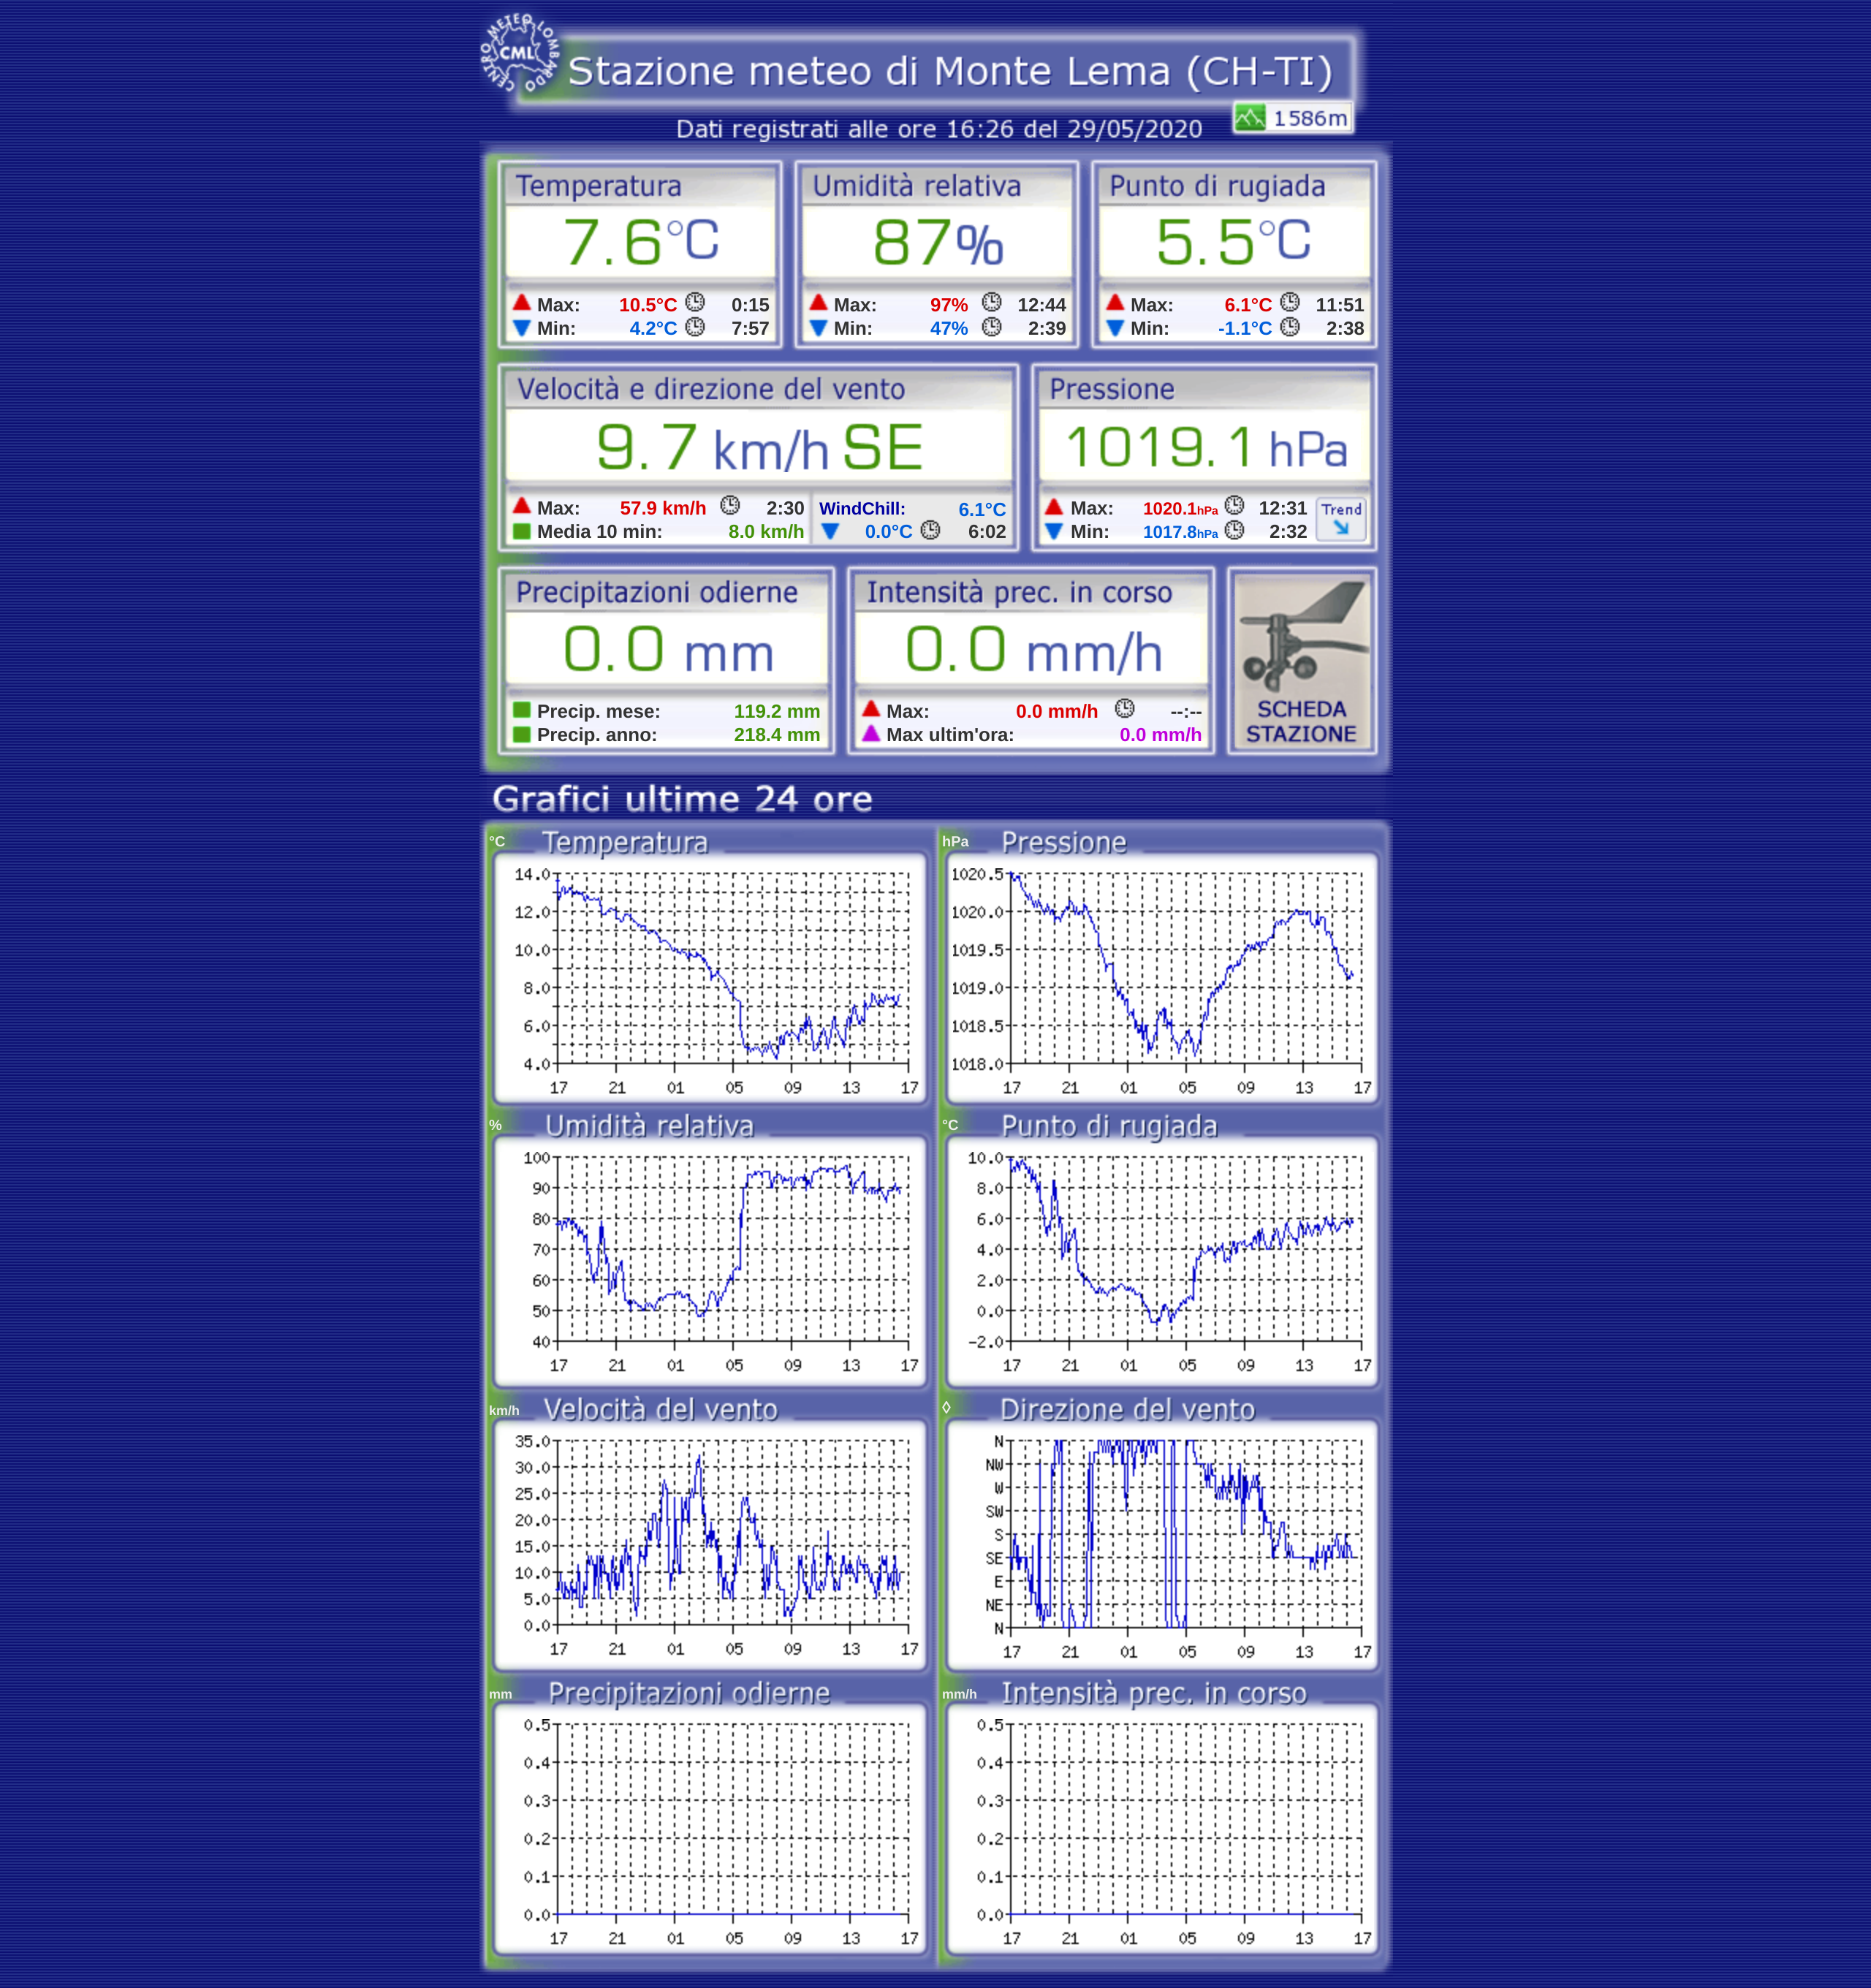 CENTRO METEO LOMBARDO
CML
Stazione meteo di Monte Lema (CH-TI)
1586m
Dati registrati alle ore 16:26 del 29/05/2020
Temperatura Umidità relativa Punto di rugiada
7.6°C 87% 5.5°C
Max: 10.5°C 0:15 Max: 97% 12:44 Max: 6.1°C 11:51
Min: 4.2°C 7:57 Min: 47% 2:39 Min: -1.1°C 2:38
Velocità e direzione del vento Pressione
9.7 km/h SE 1019.1 hPa
Max: 57.9 km/h 2:30 WindChill: 6.1°C Max: 1020.1hPa 12:31 Trend
Media 10 min: 8.0 km/h 0.0°C 6:02 Min: 1017.8hPa 2:32
Precipitazioni odierne Intensità prec. in corso
0.0 mm 0.0 mm/h
Precip. mese: 119.2 mm Max: 0.0 mm/h --:-- SCHEDA
Precip. anno: 218.4 mm Max ultim'ora: 0.0 mm/h STAZIONE
Grafici ultime 24 ore
°C Temperatura
14.0
12.0
10.0
8.0
6.0
4.0
17 21 01 05 09 13 17
hPa Pressione
1020.5
1020.0
1019.5
1019.0
1018.5
1018.0
17 21 01 05 09 13 17
% Umidità relativa
100
90
80
70
60
50
40
17 21 01 05 09 13 17
°C Punto di rugiada
10.0
8.0
6.0
4.0
2.0
0.0
-2.0
17 21 01 05 09 13 17
km/h Velocità del vento
35.0
30.0
25.0
20.0
15.0
10.0
5.0
0.0
17 21 01 05 09 13 17
◊ Direzione del vento
N
NW
W
SW
S
SE
E
NE
N
17 21 01 05 09 13 17
mm Precipitazioni odierne
0.5
0.4
0.3
0.2
0.1
0.0
17 21 01 05 09 13 17
mm/h Intensità prec. in corso
0.5
0.4
0.3
0.2
0.1
0.0
17 21 01 05 09 13 17